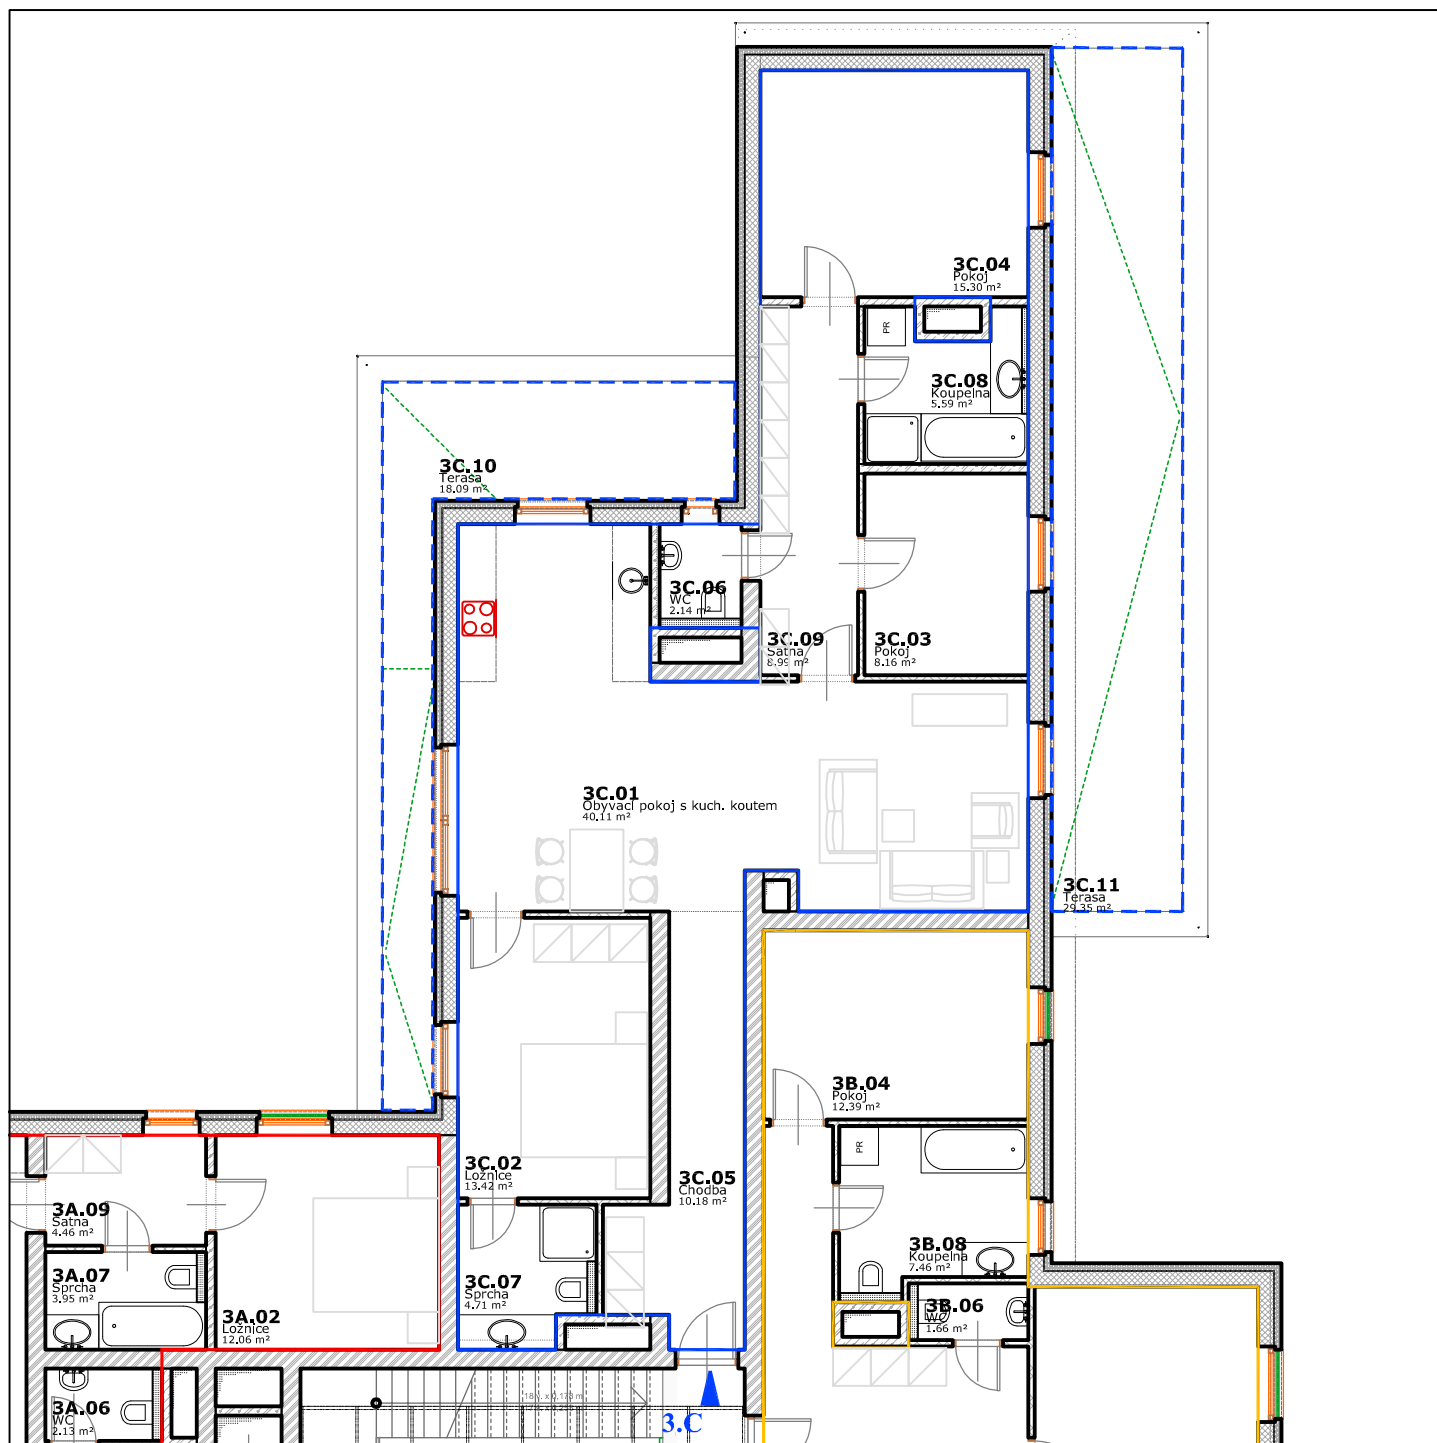 3C.04
Pokoj
15.30 m²
PR
3C.08
Koupelna
5.59 m²
3C.10
Terasa
18.09 m²
3C.06
WC
2.14 m²
3C.09
Šatna
8.99 m²
3C.03
Pokoj
8.16 m²
3C.01
Obývací pokoj s kuch. koutem
40.11 m²
3C.11
Terasa
29.35 m²
3B.04
Pokoj
12.39 m²
PR
3C.02
Ložnice
13.42 m²
3C.05
Chodba
10.18 m²
3A.09
Šatna
4.46 m²
3B.08
Koupelna
7.46 m²
3A.07
Sprcha
3.95 m²
3C.07
Sprcha
4.71 m²
3A.02
Ložnice
12.06 m²
3B.06
WC
1.66 m²
3A.06
WC
2.13 m²
3.C